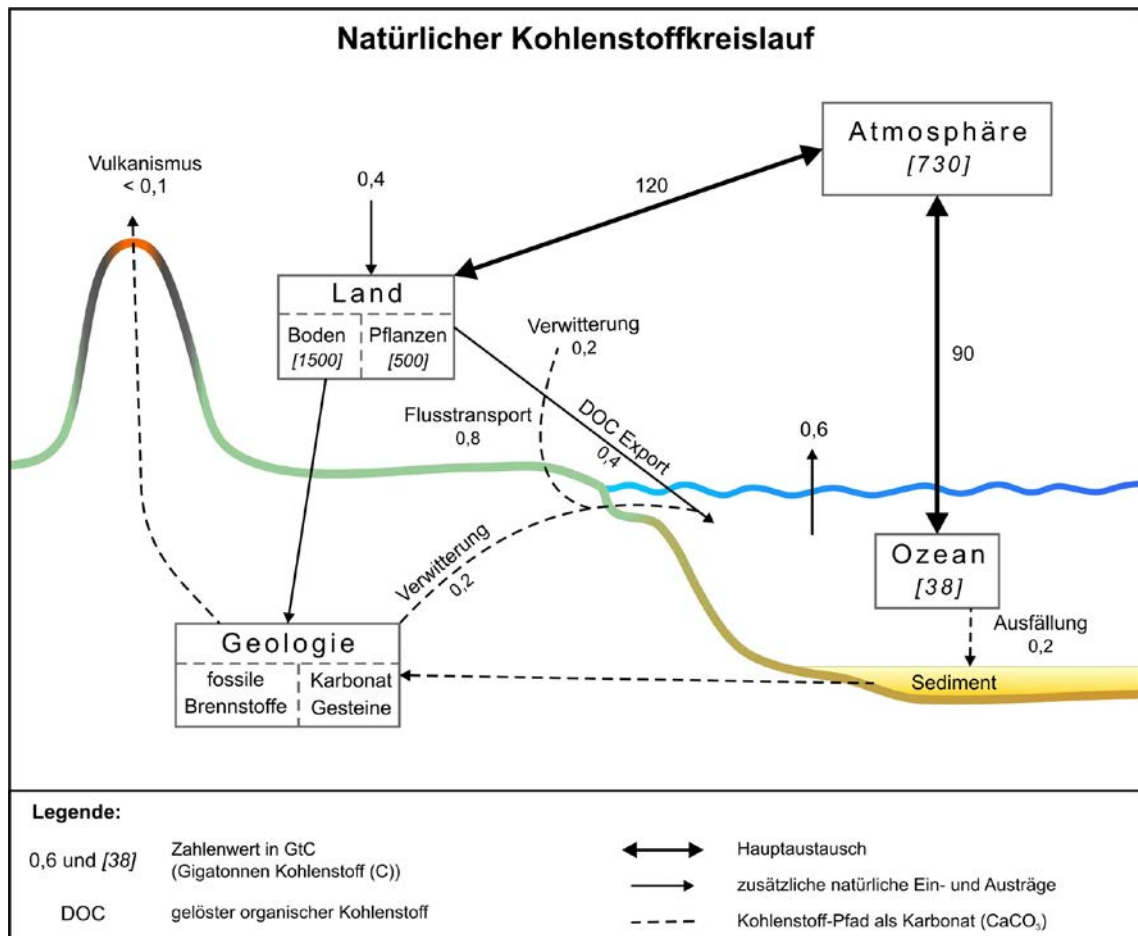 Natürlicher Kohlenstoffkreislauf
Atmosphäre
[730]
Vulkanismus
< 0,1
0,4
120
Land
Boden
[1500]
Pflanzen
[500]
Verwitterung
0,2
90
Flusstransport
0,8
DOC Export
0,4
0,6
Verwitterung
0,2
Ozean
[38]
Ausfällung
0,2
Geologie
fossile
Brennstoffe
Karbonat
Gesteine
Sediment
Legende:
0,6 und [38]
Zahlenwert in GtC
(Gigatonnen Kohlenstoff (C))
DOC
gelöster organischer Kohlenstoff
Hauptaustausch
zusätzliche natürliche Ein- und Austräge
Kohlenstoff-Pfad als Karbonat (CaCO₃)